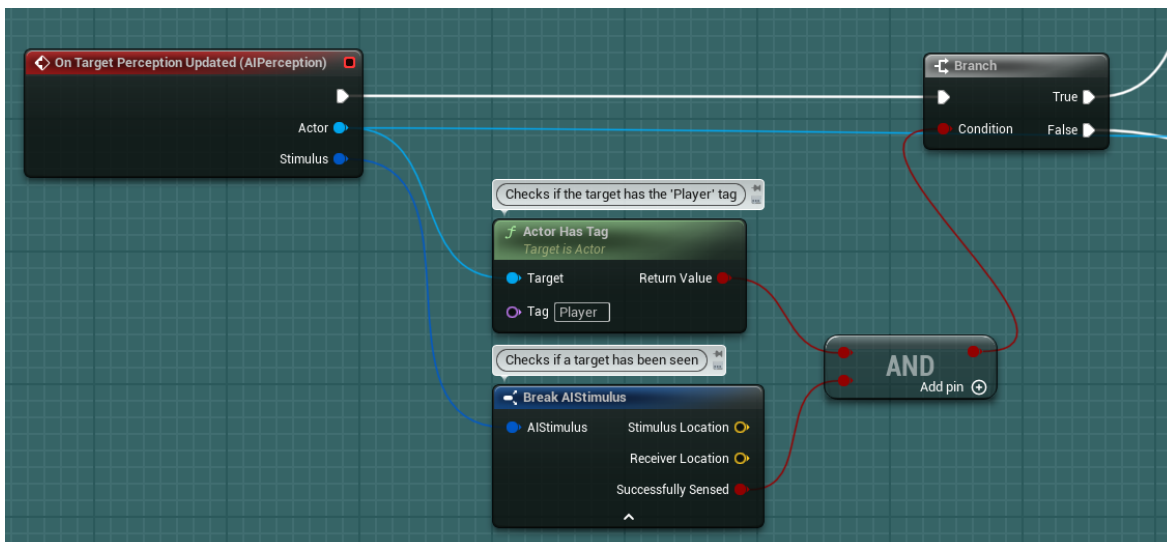 On Target Perception Updated (AIPerception)
Actor
Stimulus
Branch
True
Condition
False
Checks if the target has the 'Player' tag
Actor Has Tag
Target is Actor
Target
Return Value
Tag
Player
Checks if a target has been seen
Break AIStimulus
AIStimulus
Stimulus Location
Receiver Location
Successfully Sensed
AND
Add pin